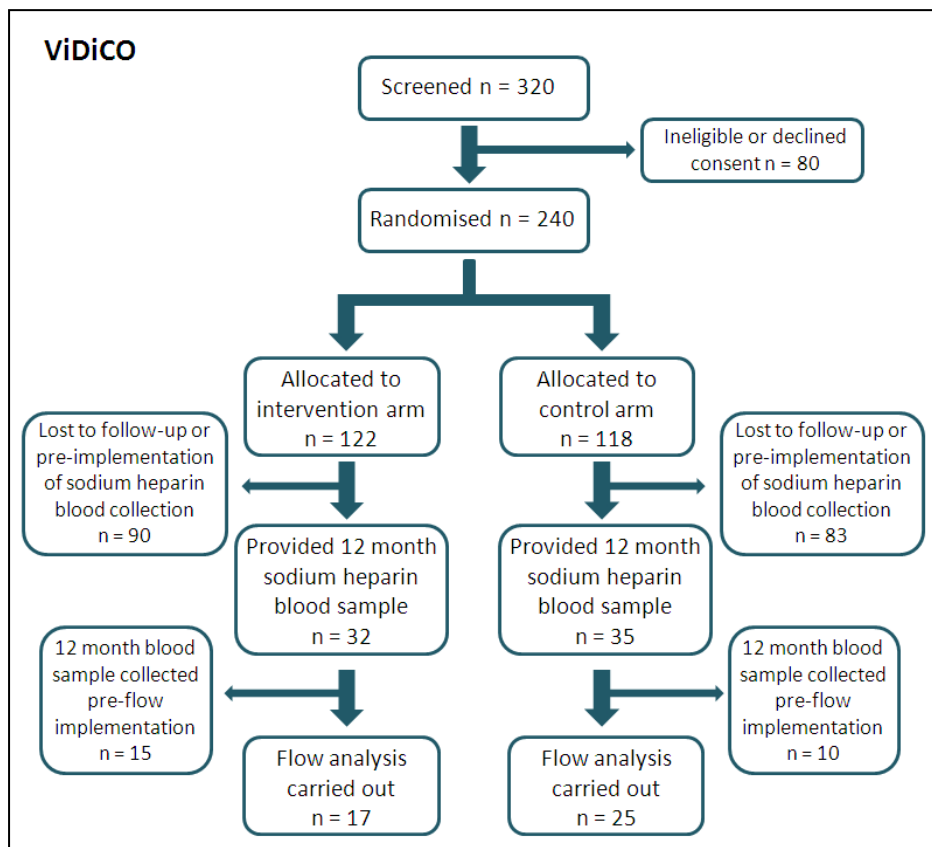 ViDiCO
Screened n = 320
Ineligible or declined
consent n = 80
Randomised n = 240
Allocated to
intervention arm
n = 122
Allocated to
control arm
n = 118
Lost to follow-up or
pre-implementation
of sodium heparin
blood collection
n = 90
Lost to follow-up or
pre-implementation
of sodium heparin
blood collection
n = 83
Provided 12 month
sodium heparin
blood sample
n = 32
Provided 12 month
sodium heparin
blood sample
n = 35
12 month blood
sample collected
pre-flow
implementation
n = 15
12 month blood
sample collected
pre-flow
implementation
n = 10
Flow analysis
carried out
n = 17
Flow analysis
carried out
n = 25